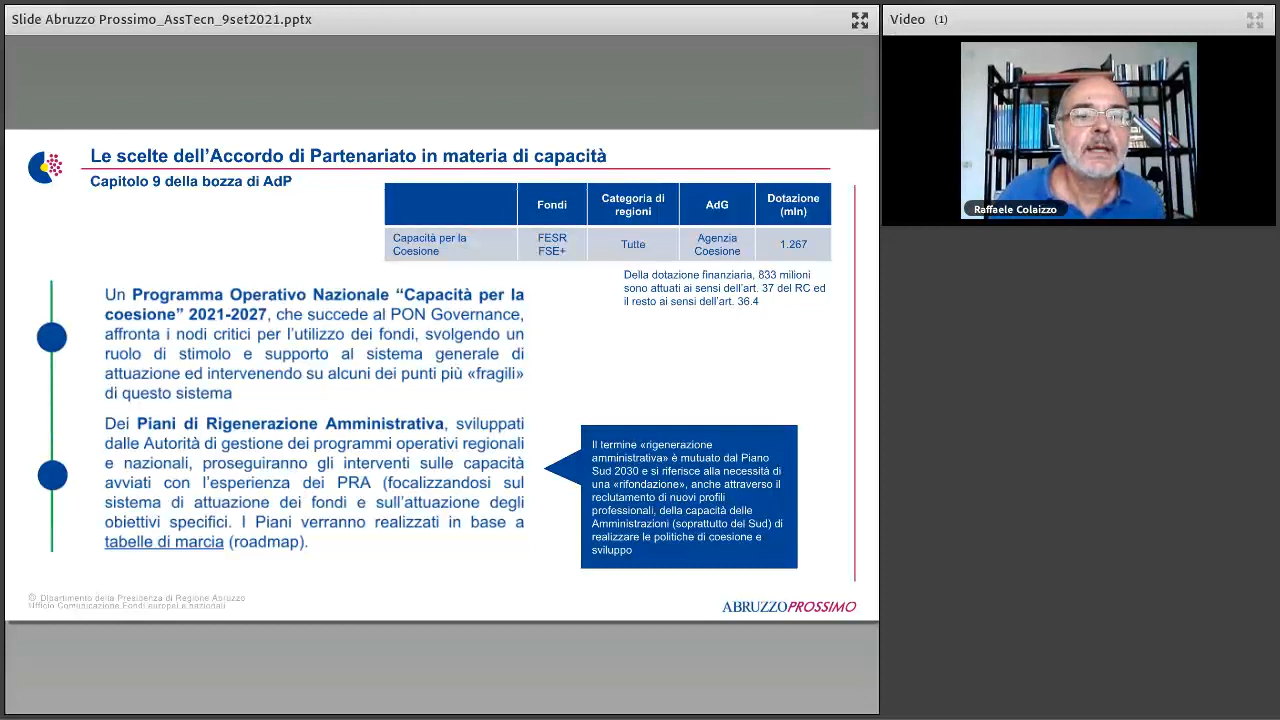 Slide Abruzzo Prossimo_AssTecn_9set2021.pptx
Video (1)
Raffaele Colaizzo
Le scelte dell'Accordo di Partenariato in materia di capacità
Capitolo 9 della bozza di AdP
Fondi
Categoria di
regioni
AdG
Dotazione
(mln)
Capacità per la
Coesione
FESR
FSE+
Tutte
Agenzia
Coesione
1.267
Della dotazione finanziaria, 833 milioni
sono attuati ai sensi dell'art. 37 del RC ed
il resto ai sensi dell'art. 36.4
Un Programma Operativo Nazionale “Capacità per la
coesione” 2021-2027, che succede al PON Governance,
affronta i nodi critici per l'utilizzo dei fondi, svolgendo un
ruolo di stimolo e supporto al sistema generale di
attuazione ed intervenendo su alcuni dei punti più «fragili»
di questo sistema
Dei Piani di Rigenerazione Amministrativa, sviluppati
dalle Autorità di gestione dei programmi operativi regionali
e nazionali, proseguiranno gli interventi sulle capacità
avviati con l'esperienza dei PRA (focalizzandosi sul
sistema di attuazione dei fondi e sull'attuazione degli
obiettivi specifici. I Piani verranno realizzati in base a
tabelle di marcia (roadmap).
Il termine «rigenerazione
amministrativa» è mutuato dal Piano
Sud 2030 e si riferisce alla necessità di
una «rifondazione», anche attraverso il
reclutamento di nuovi profili
professionali, della capacità delle
Amministrazioni (soprattutto del Sud) di
realizzare le politiche di coesione e
sviluppo
© Dipartimento della Presidenza di Regione Abruzzo
Ufficio Comunicazione Fondi europei e nazionali
ABRUZZOPROSSIMO